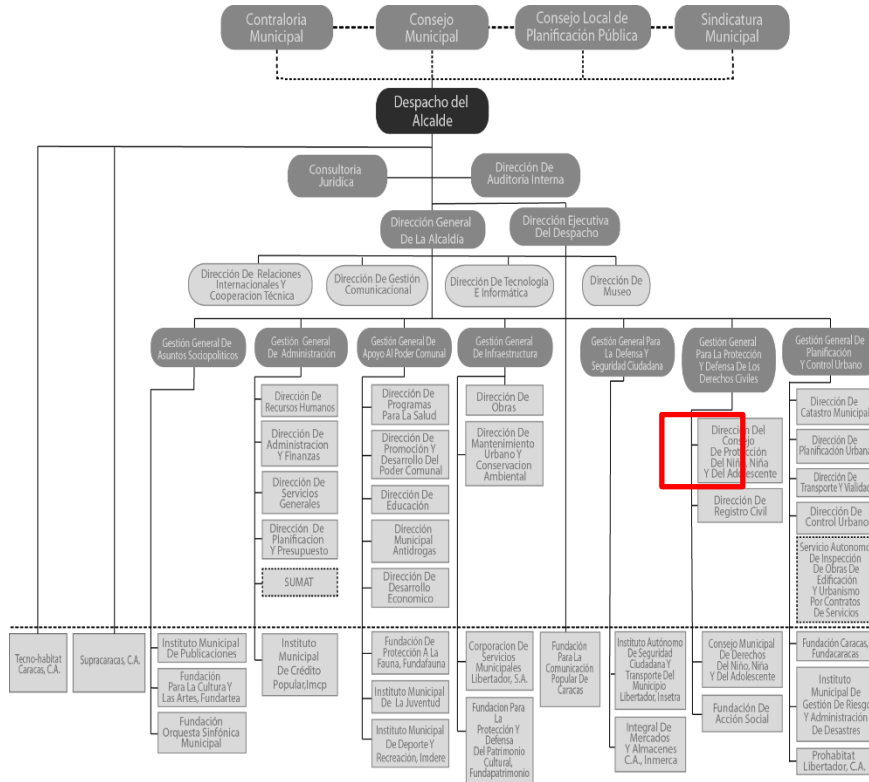 Contraloria
Municipal
Consejo
Municipal
Consejo Local de
Planificación Pública
Sindicatura
Municipal
Despacho del
Alcalde
Consultoria
Jurídica
Dirección De
Auditoría Interna
Dirección General
De La Alcaldía
Dirección Ejecutiva
Del Despacho
Dirección De Relaciones
Internacionales Y
Cooperacion Técnica
Dirección De Gestión
Comunicacional
Dirección De Tecnología
E Informática
Dirección De
Museo
Gestión General De
Asuntos Sociopoliticos
Gestión General
De Administración
Gestión General De
Apoyo Al Poder Comunal
Gestión General
De Infraestructura
Gestión General Para
La Defensa Y
Seguridad Ciudadana
Gestión General
Para La Protección
Y Defensa De Los
Derechos Civiles
Gestión General De
Planificación
Y Control Urbano
Dirección De
Recursos Humanos
Dirección De
Administracion
Y Finanzas
Dirección De
Servicios
Generales
Dirección De
Planificacion
Y Presupuesto
SUMAT
Dirección De
Programas
Para La Salud
Dirección De
Promoción Y
Desarrollo Del
Poder Comunal
Dirección De
Educación
Dirección
Municipal
Antidrogas
Dirección De
Desarrollo
Economico
Dirección De
Obras
Dirección De
Mantenimiento
Urbano Y
Conservacion
Ambiental
Dirección Del
Consejo
De Protección
Del Niño, Niña
Y Del Adolescente
Dirección De
Registro Civil
Dirección De
Catastro Municipal
Dirección De
Planificación Urbana
Dirección De
Transporte Y Vialidad
Dirección De
Control Urbano
Servicio Autonomo
De Inspección
De Obras De
Edificación
Y Urbanismo
Por Contratos
De Servicios
Tecno-habitat
Caracas, C.A.
Supracaracas, C.A.
Instituto Municipal
De Publicaciones
Fundación
Para La Cultura Y
Las Artes, Fundartea
Fundación
Orquesta Sinfónica
Municipal
Instituto
Municipal
De Crédito
Popular,Imcp
Fundación De
Protección A La
Fauna, Fundafauna
Instituto Municipal
De La Juventud
Instituto Municipal
De Deporte Y
Recreación, Imdere
Corporacion De
Servicios
Municipales
Libertador, S.A.
Fundacion Para
La
Protección Y
Defensa
Del Patrimonio
Cultural,
Fundapatrimonio
Fundación
Para La
Comunicación
Popular De
Caracas
Instituto Autónomo
De Seguridad
Ciudadana Y
Transporte Del
Municipio
Libertador, Insetra
Integral De
Mercados
Y Almacenes
C.A., Inmerca
Consejo Municipal
De Derechos
Del Niño, Niña
Y Del Adolescente
Fundación De
Acción Social
Fundación Caracas,
Fundacaracas
Instituto
Municipal De
Gestión De Riesgo
Y Administración
De Desastres
Prohabitat
Libertador, C.A.